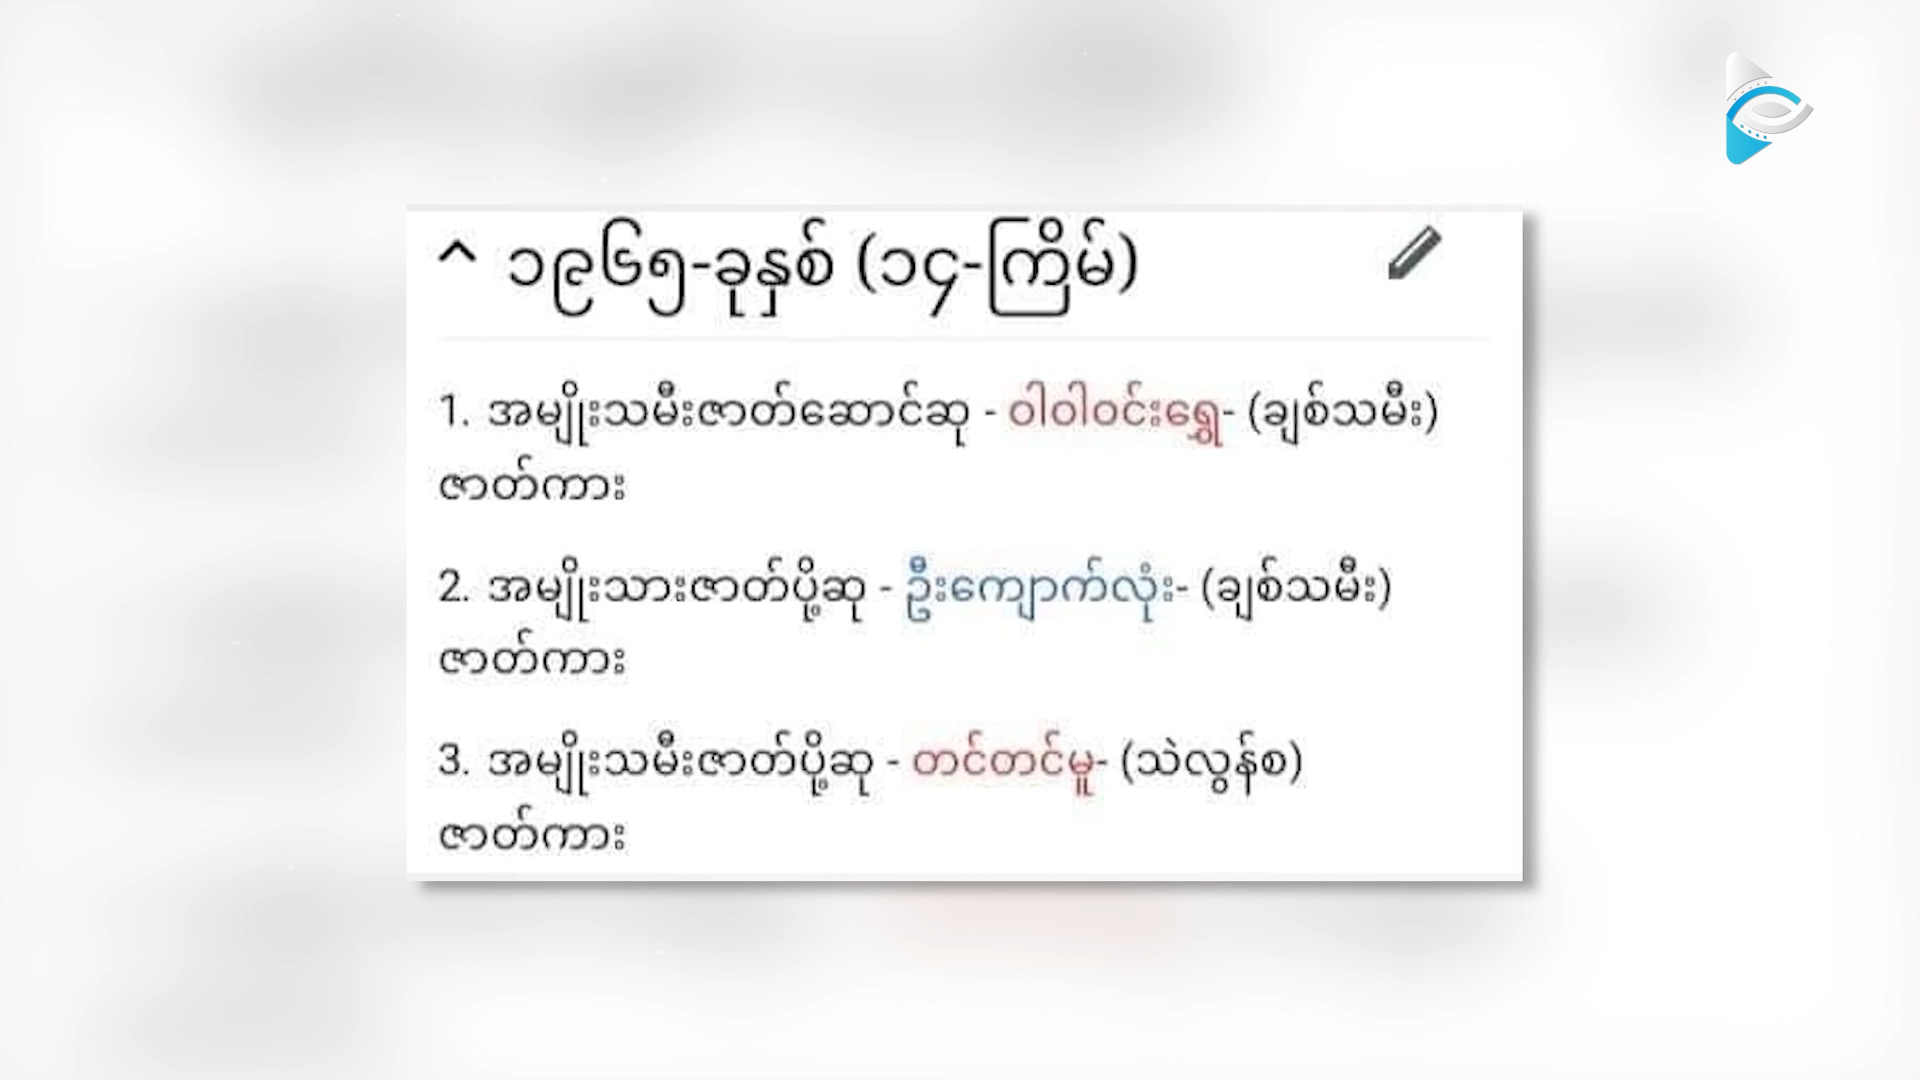 ^ ၁၉၆၅-ခုနှစ် (၁၄-ကြိမ်)
1. အမျိုးသမီးဇာတ်ဆောင်ဆု - ဝါဝါဝင်းရွှေ- (ချစ်သမီး)
ဇာတ်ကား
2. အမျိုးသားဇာတ်ပို့ဆု - ဦးကျောက်လုံး- (ချစ်သမီး)
ဇာတ်ကား
3. အမျိုးသမီးဇာတ်ပို့ဆု - တင်တင်မူ- (သဲလွန်စ)
ဇာတ်ကား